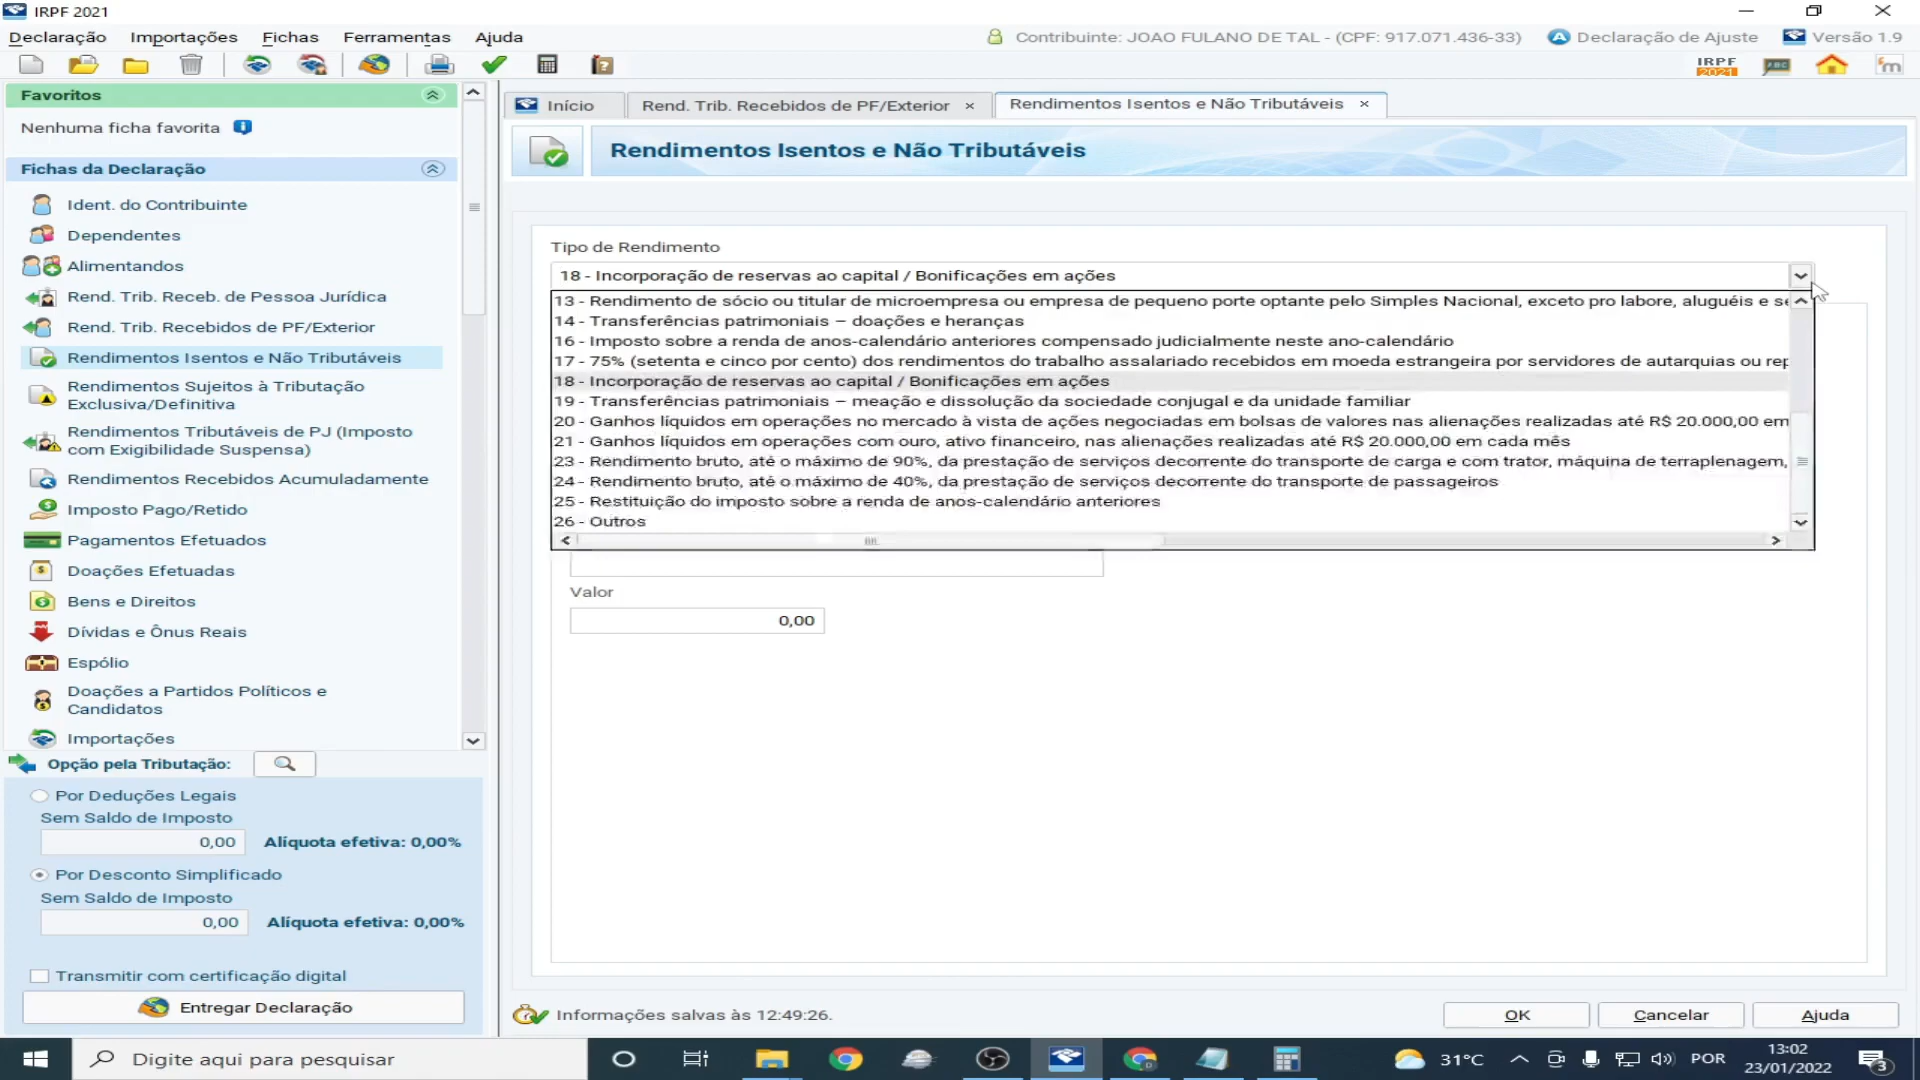 IRPF 2021
Declaração Importações Fichas Ferramentas Ajuda
Contribuinte: JOAO FULANO DE TAL - (CPF: 917.071.436-33) Declaração de Ajuste Versão 1.9
IRPF
2021
ABC
Favoritos
Nenhuma ficha favorita
Fichas da Declaração
Ident. do Contribuinte
Dependentes
Alimentandos
Rend. Trib. Receb. de Pessoa Jurídica
Rend. Trib. Recebidos de PF/Exterior
Rendimentos Isentos e Não Tributáveis
Rendimentos Sujeitos à Tributação
Exclusiva/Definitiva
Rendimentos Tributáveis de PJ (Imposto
com Exigibilidade Suspensa)
Rendimentos Recebidos Acumuladamente
Imposto Pago/Retido
Pagamentos Efetuados
Doações Efetuadas
Bens e Direitos
Dívidas e Ônus Reais
Espólio
Doações a Partidos Políticos e
Candidatos
Importações
Opção pela Tributação:
Por Deduções Legais
Sem Saldo de Imposto
0,00 Alíquota efetiva: 0,00%
Por Desconto Simplificado
Sem Saldo de Imposto
0,00 Alíquota efetiva: 0,00%
Transmitir com certificação digital
Entregar Declaração
Início Rend. Trib. Recebidos de PF/Exterior Rendimentos Isentos e Não Tributáveis
Rendimentos Isentos e Não Tributáveis
Tipo de Rendimento
18 - Incorporação de reservas ao capital / Bonificações em ações
13 - Rendimento de sócio ou titular de microempresa ou empresa de pequeno porte optante pelo Simples Nacional, exceto pro labore, aluguéis e se
14 - Transferências patrimoniais – doações e heranças
16 - Imposto sobre a renda de anos-calendário anteriores compensado judicialmente neste ano-calendário
17 - 75% (setenta e cinco por cento) dos rendimentos do trabalho assalariado recebidos em moeda estrangeira por servidores de autarquias ou rep
18 - Incorporação de reservas ao capital / Bonificações em ações
19 - Transferências patrimoniais – meação e dissolução da sociedade conjugal e da unidade familiar
20 - Ganhos líquidos em operações no mercado à vista de ações negociadas em bolsas de valores nas alienações realizadas até R$ 20.000,00 em
21 - Ganhos líquidos em operações com ouro, ativo financeiro, nas alienações realizadas até R$ 20.000,00 em cada mês
23 - Rendimento bruto, até o máximo de 90%, da prestação de serviços decorrente do transporte de carga e com trator, máquina de terraplenagem,
24 - Rendimento bruto, até o máximo de 40%, da prestação de serviços decorrente do transporte de passageiros
25 - Restituição do imposto sobre a renda de anos-calendário anteriores
26 - Outros
Valor
0,00
Informações salvas às 12:49:26.
OK Cancelar Ajuda
Digite aqui para pesquisar
31°C POR 13:02
23/01/2022
3